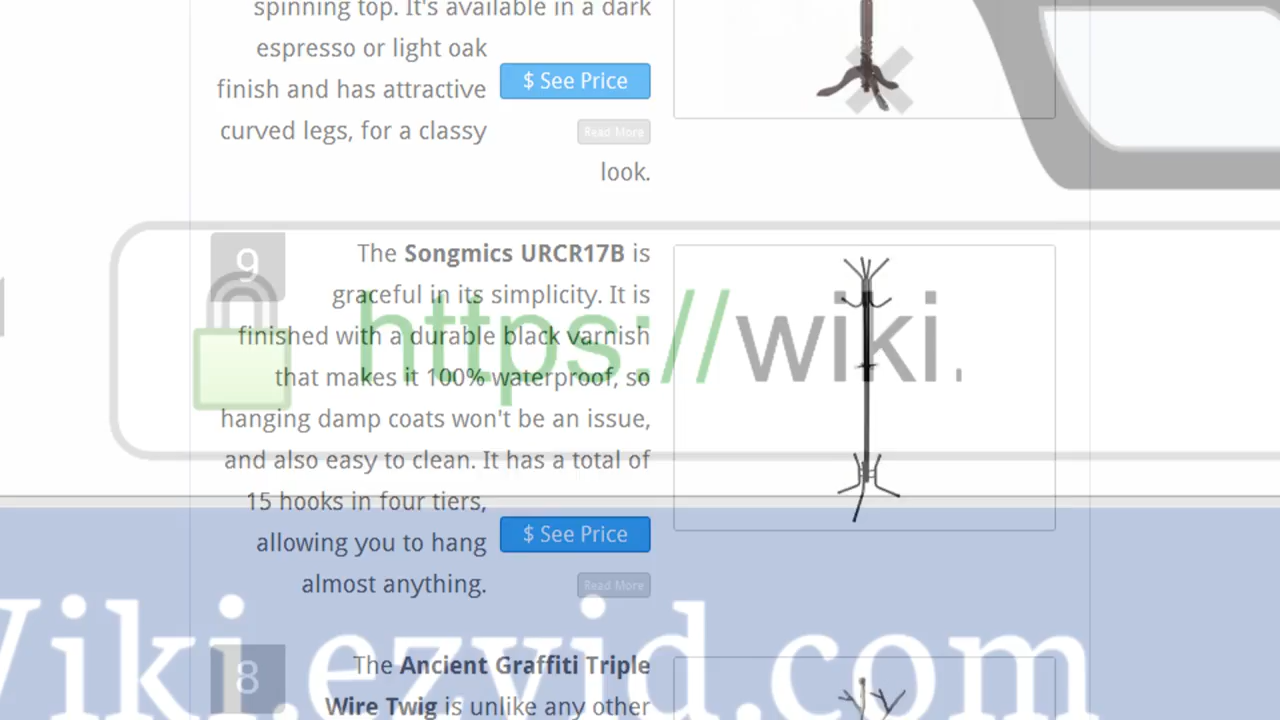 spinning top. It's available in a dark
espresso or light oak
finish and has attractive
curved legs, for a classy
look.
$ See Price
Read More
9
The Songmics URCR17B is
graceful in its simplicity. It is
finished with a durable black varnish
that makes it 100% waterproof, so
hanging damp coats won't be an issue,
and also easy to clean. It has a total of
15 hooks in four tiers,
allowing you to hang
almost anything.
$ See Price
Read More
https://wiki.
8
The Ancient Graffiti Triple
Wire Twig is unlike any other
Wiki.ezvid.com